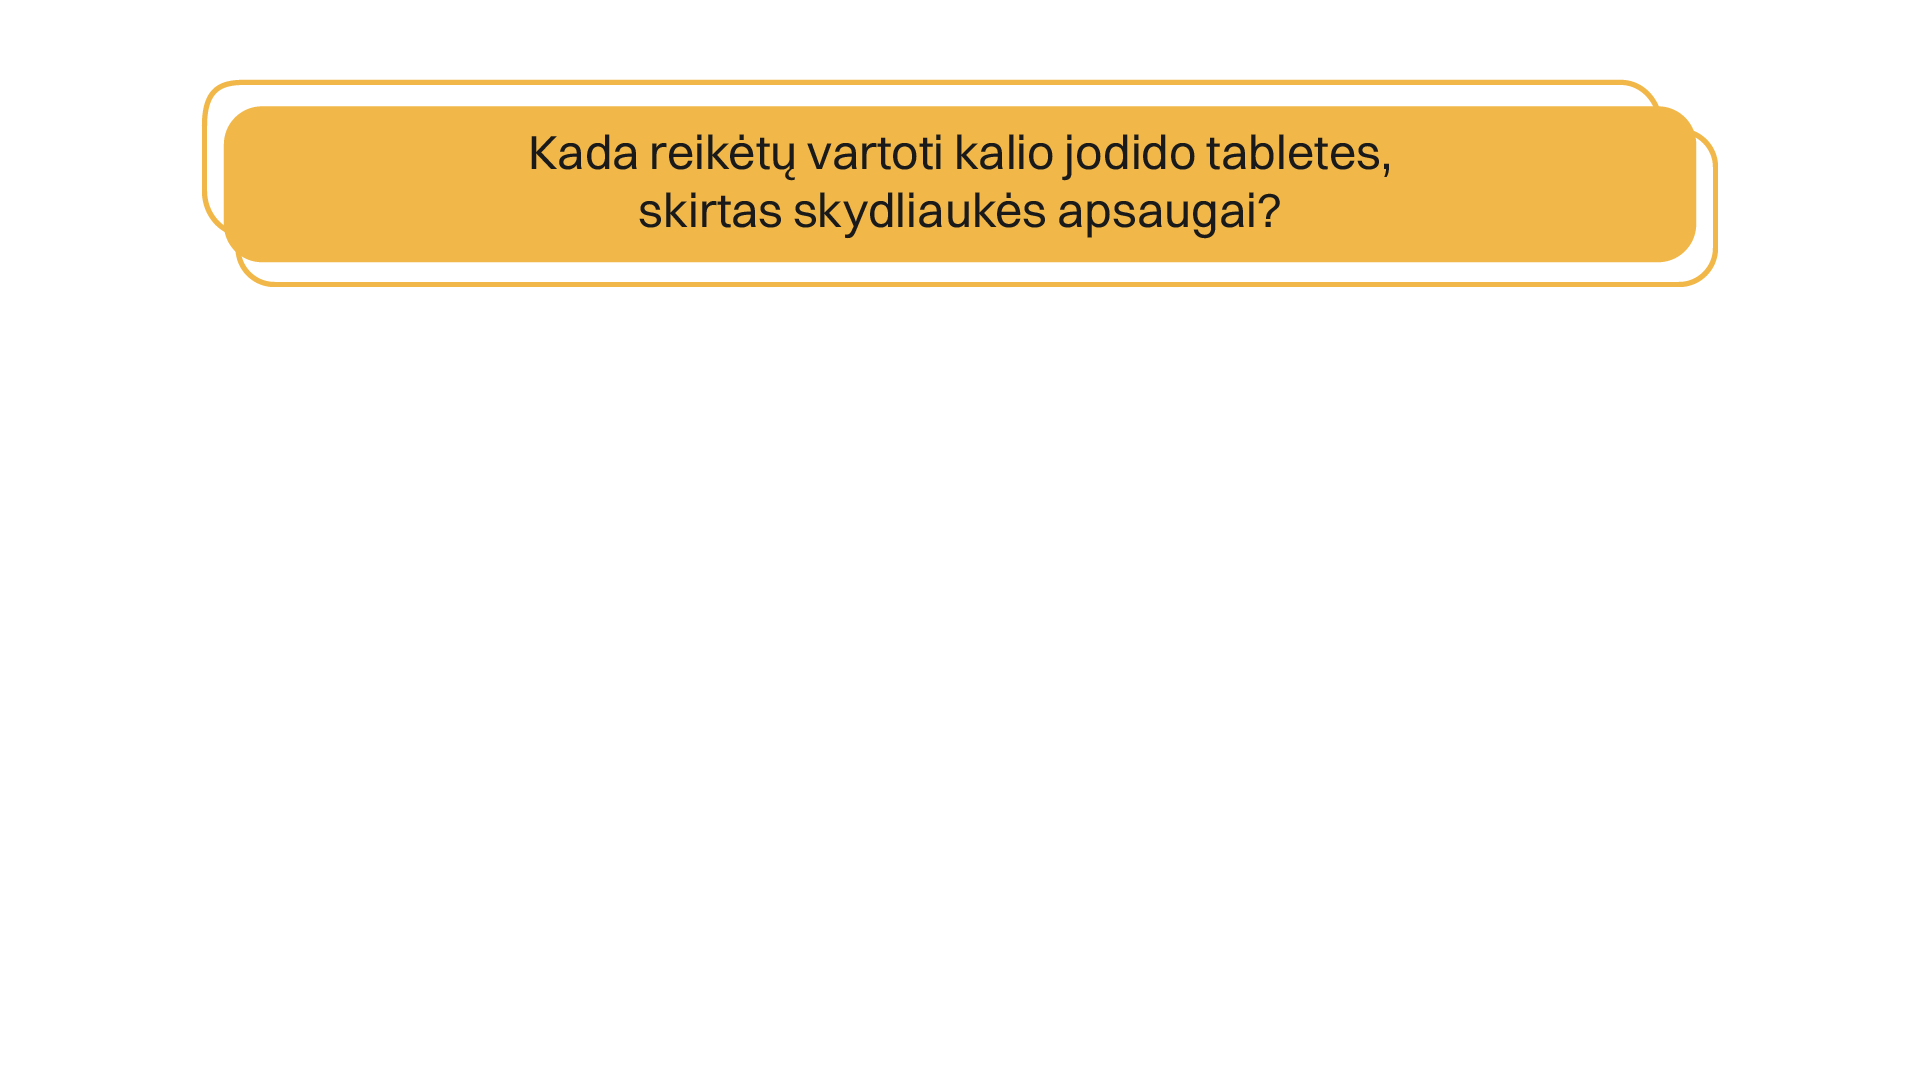 Kada reikėtų vartoti kalio jodido tabletes,
skirtas skydliaukės apsaugai?